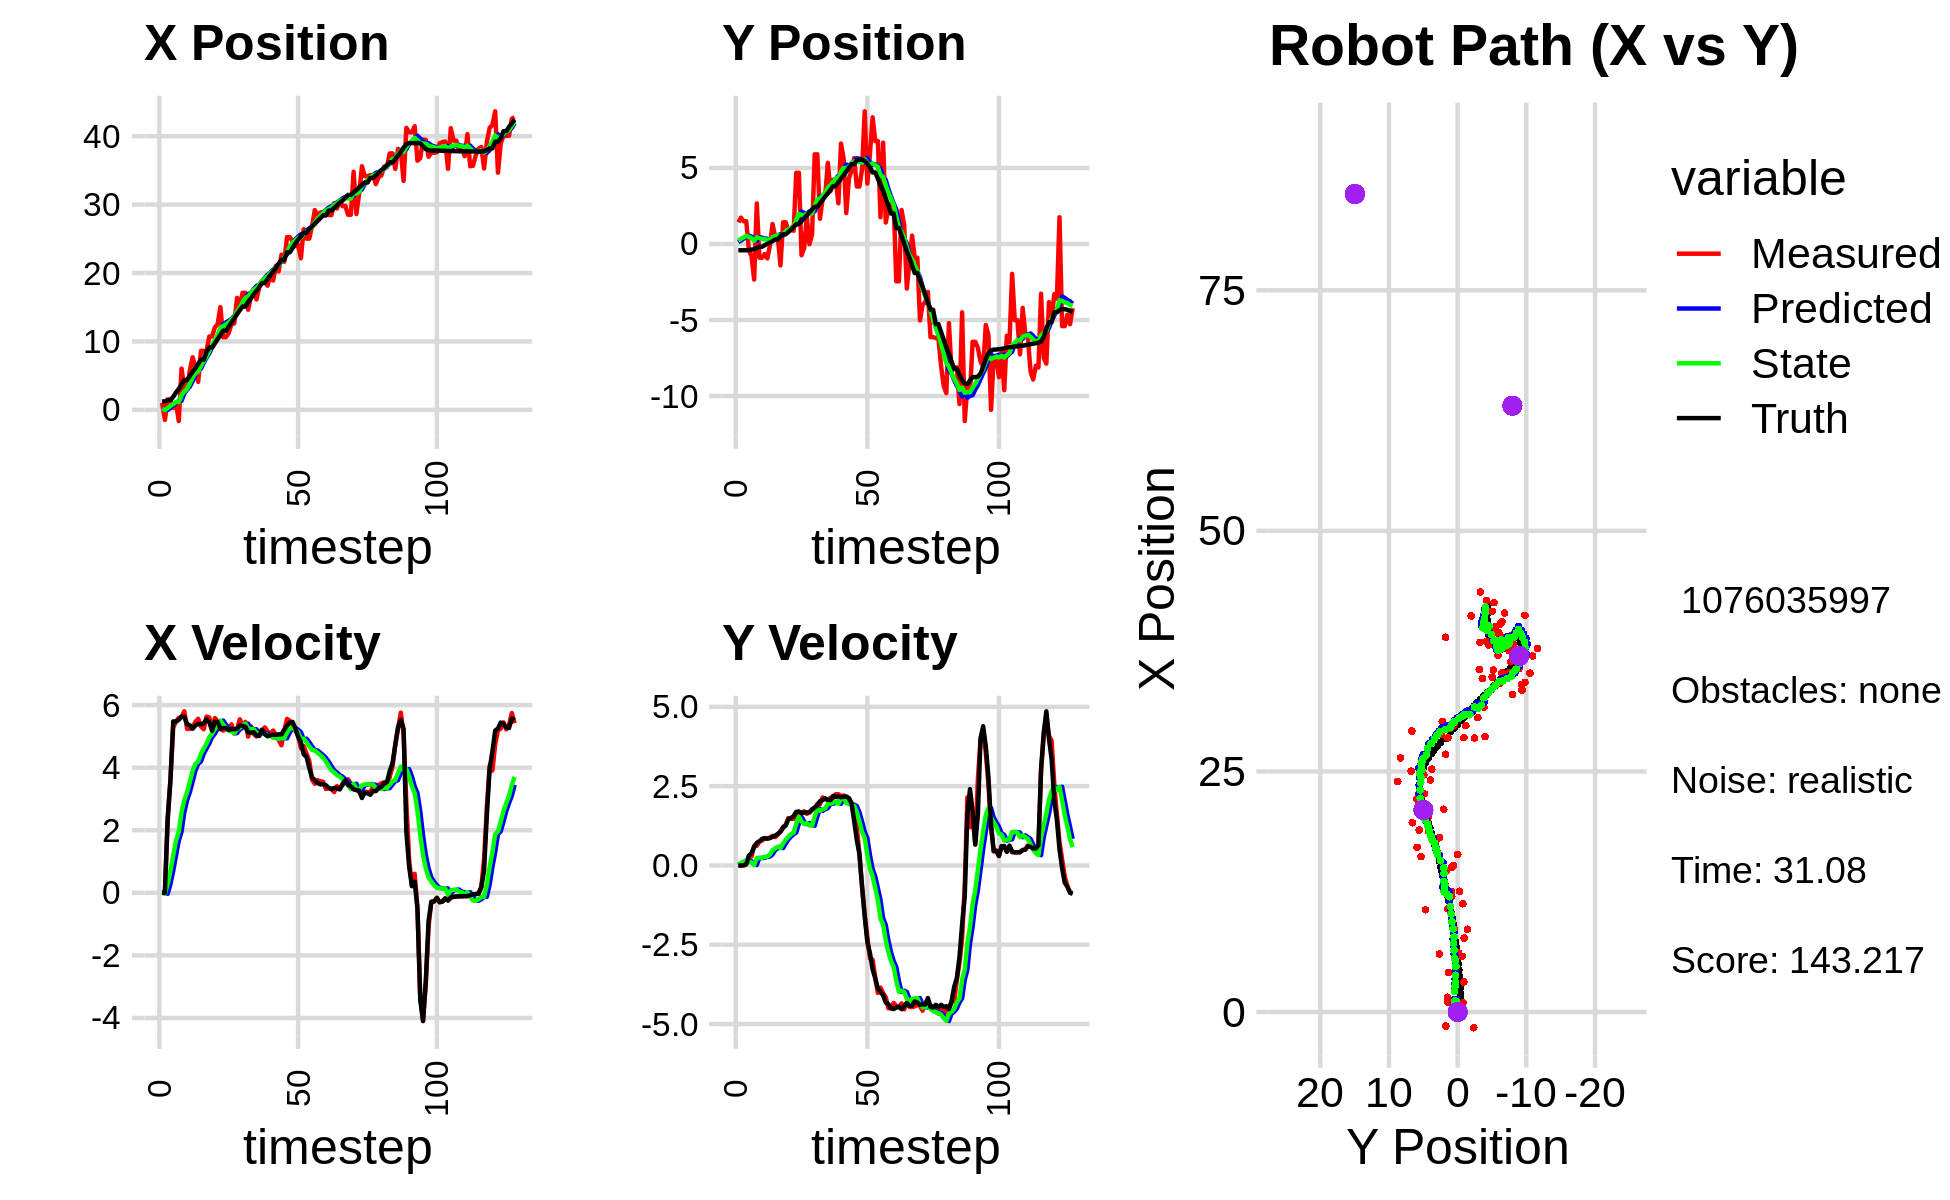 X Position
40
30
20
10
0
0
50
100
timestep
Y Position
5
0
-5
-10
0
50
100
timestep
X Velocity
6
4
2
0
-2
-4
0
50
100
timestep
Y Velocity
5.0
2.5
0.0
-2.5
-5.0
0
50
100
timestep
Robot Path (X vs Y)
X Position
75
50
25
0
20 10 0 -10 -20
Y Position
variable
Measured
Predicted
State
Truth
1076035997
Obstacles: none
Noise: realistic
Time: 31.08
Score: 143.217